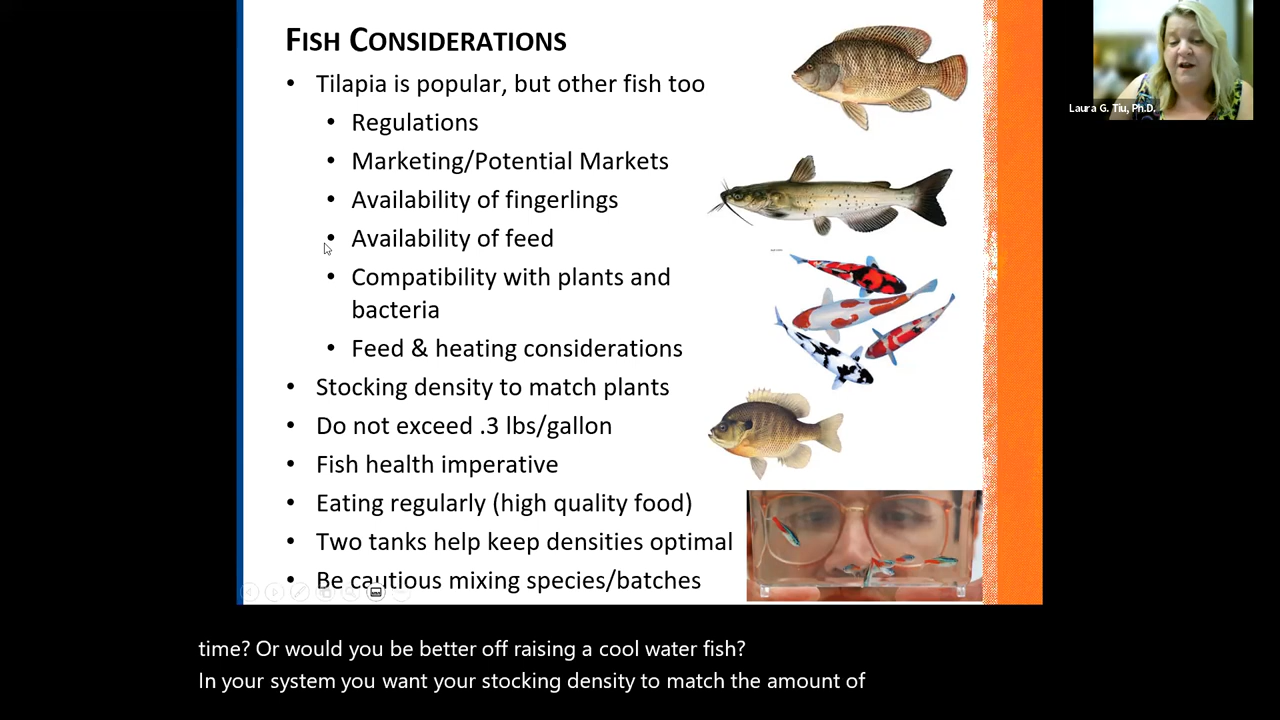 FISH CONSIDERATIONS
• Tilapia is popular, but other fish too
• Regulations
• Marketing/Potential Markets
• Availability of fingerlings
• Availability of feed
• Compatibility with plants and
bacteria
• Feed & heating considerations
• Stocking density to match plants
• Do not exceed .3 lbs/gallon
• Fish health imperative
• Eating regularly (high quality food)
• Two tanks help keep densities optimal
• Be cautious mixing species/batches
Laura G. Tiu, Ph.D.
time? Or would you be better off raising a cool water fish?
In your system you want your stocking density to match the amount of